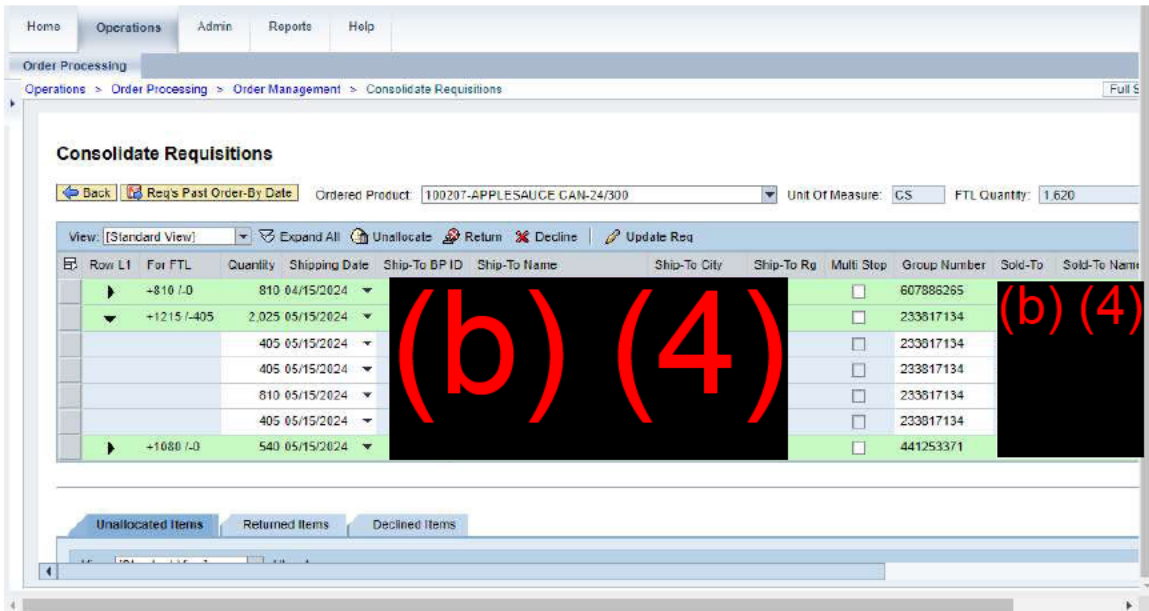 Home Operations Admin Reports Help
Order Processing
Operations > Order Processing > Order Management > Consolidate Requisitions Full S
Consolidate Requisitions
Back Req's Past Order-By Date Ordered Product: 100207-APPLESAUCE CAN-24/300 Unit Of Measure: CS FTL Quantity: 1,620
View: [Standard View] Expand All Unallocate Return Decline Update Req
Row L1 For FTL Quantity Shipping Date Ship-To BP ID Ship-To Name Ship-To City Ship-To Rg Multi Stop Group Number Sold-To Sold-To Name
+810 /-0 810 04/15/2024 607886265
+1215 /-405 2,025 05/15/2024 233817134
405 05/15/2024 233817134
405 05/15/2024 233817134
810 05/15/2024 233817134
405 05/15/2024 233817134
+1080 /-0 540 05/15/2024 441253371
(b) (4)
(b) (4)
Unallocated Items Returned Items Declined Items